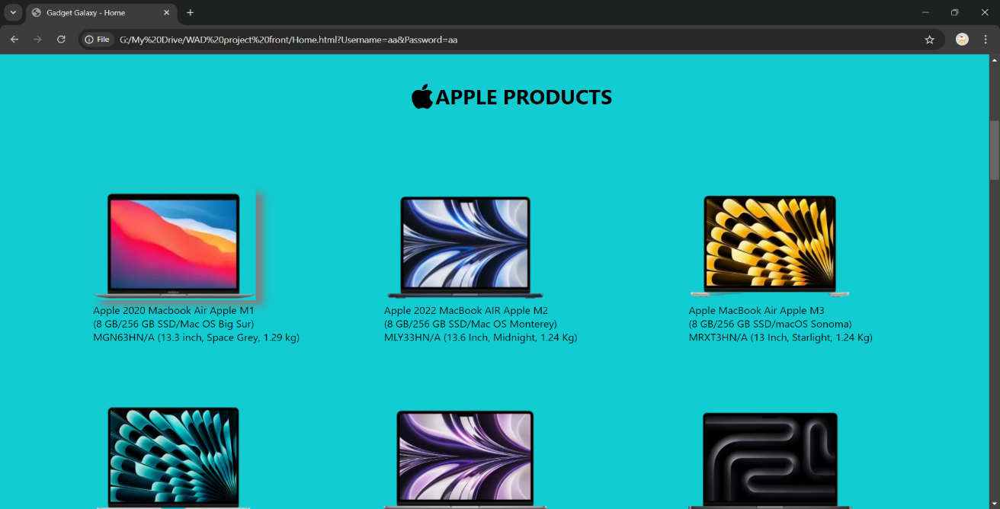 Gadget Galaxy - Home
File G:/My%20Drive/WAD%20project%20front/Home.html?Username=aa&Password=aa
APPLE PRODUCTS
Apple 2020 Macbook Air Apple M1
(8 GB/256 GB SSD/Mac OS Big Sur)
MGN63HN/A (13.3 inch, Space Grey, 1.29 kg)
Apple 2022 MacBook AIR Apple M2
(8 GB/256 GB SSD/Mac OS Monterey)
MLY33HN/A (13.6 Inch, Midnight, 1.24 Kg)
Apple MacBook Air Apple M3
(8 GB/256 GB SSD/macOS Sonoma)
MRXT3HN/A (13 Inch, Starlight, 1.24 Kg)